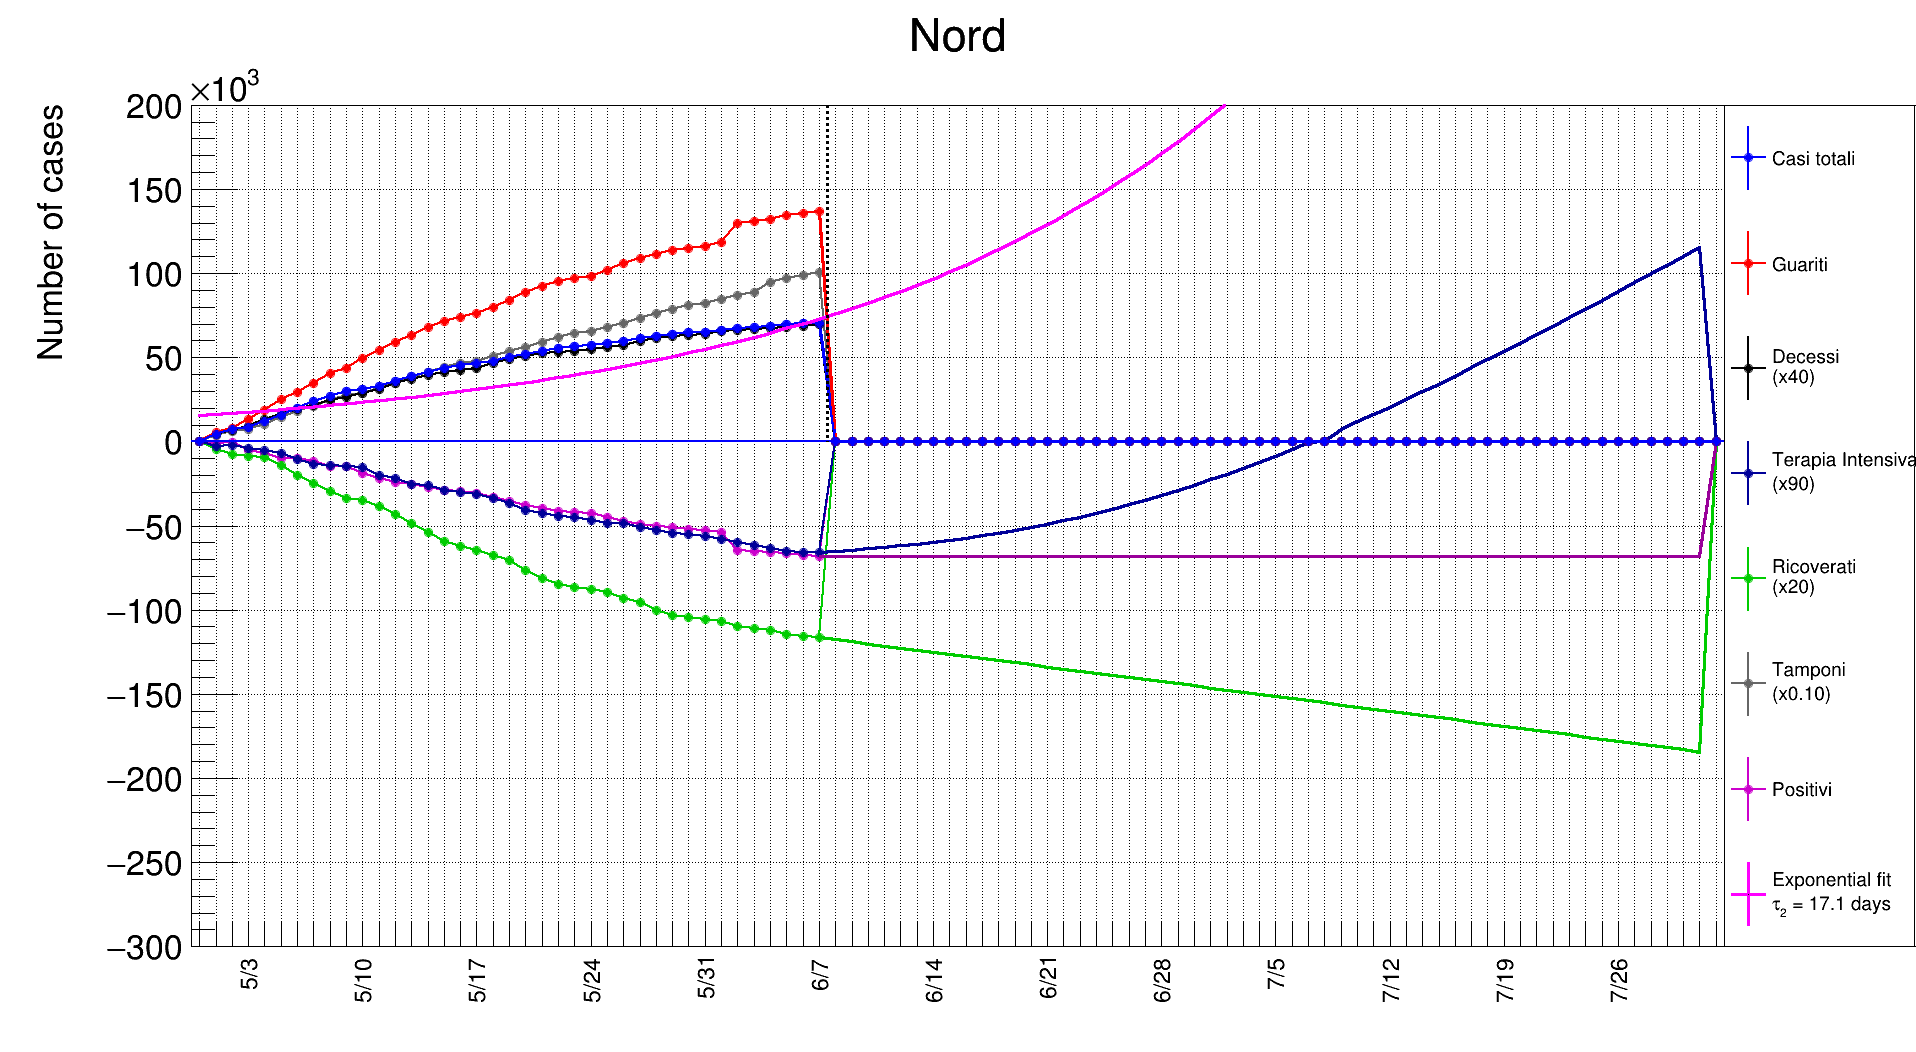 Nord
×10³
Number of cases
200
150
100
50
0
−50
−100
−150
−200
−250
−300
5/3
5/10
5/17
5/24
5/31
6/7
6/14
6/21
6/28
7/5
7/12
7/19
7/26
Casi totali
Guariti
Decessi
(x40)
Terapia Intensiva
(x90)
Ricoverati
(x20)
Tamponi
(x0.10)
Positivi
Exponential fit
τ₂ = 17.1 days